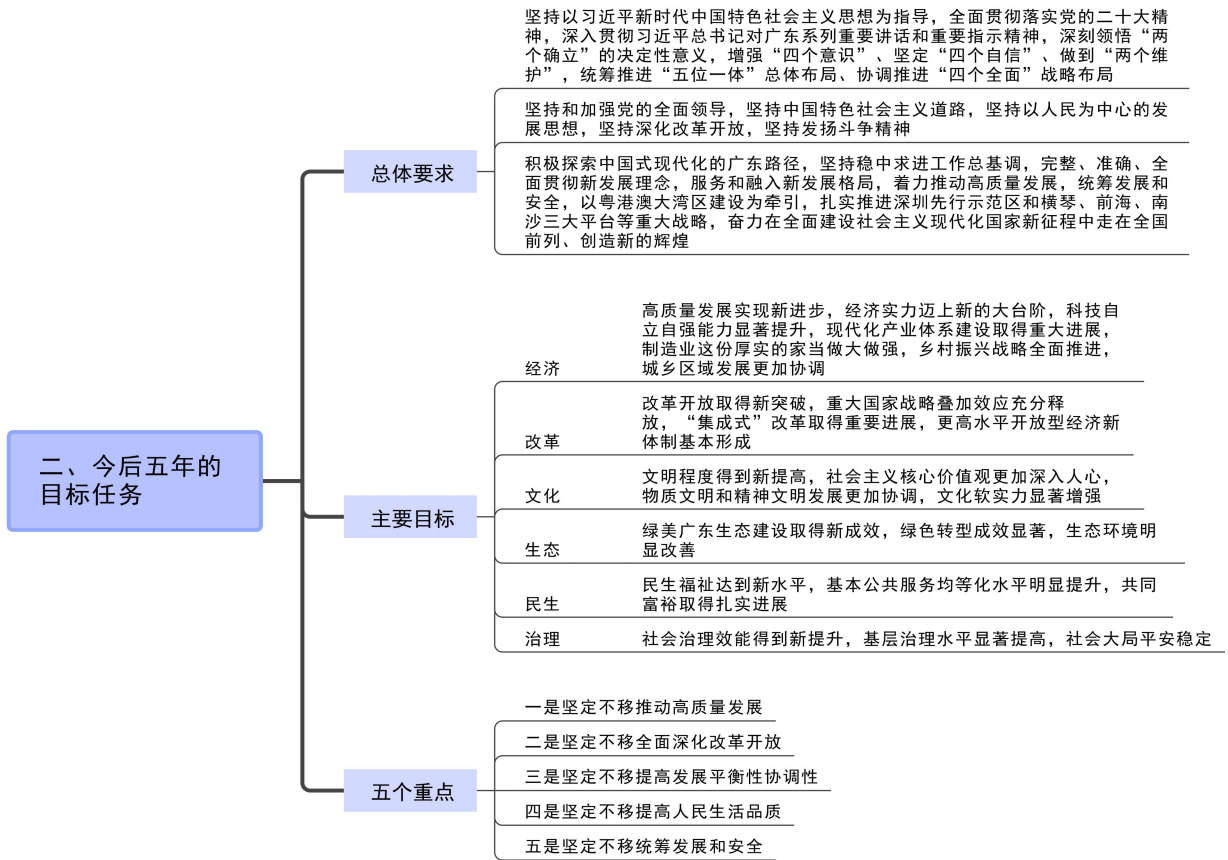 二、今后五年的
目标任务
总体要求
坚持以习近平新时代中国特色社会主义思想为指导，全面贯彻落实党的二十大精
神，深入贯彻习近平总书记对广东系列重要讲话和重要指示精神，深刻领悟“两
个确立”的决定性意义，增强“四个意识”、坚定“四个自信”、做到“两个维
护”，统筹推进“五位一体”总体布局、协调推进“四个全面”战略布局
坚持和加强党的全面领导，坚持中国特色社会主义道路，坚持以人民为中心的发
展思想，坚持深化改革开放，坚持发扬斗争精神
积极探索中国式现代化的广东路径，坚持稳中求进工作总基调，完整、准确、全
面贯彻新发展理念，服务和融入新发展格局，着力推动高质量发展，统筹发展和
安全，以粤港澳大湾区建设为牵引，扎实推进深圳先行示范区和横琴、前海、南
沙三大平台等重大战略，奋力在全面建设社会主义现代化国家新征程中走在全国
前列、创造新的辉煌
主要目标
经济
高质量发展实现新进步，经济实力迈上新的大台阶，科技自
立自强能力显著提升，现代化产业体系建设取得重大进展，
制造业这份厚实的家当做大做强，乡村振兴战略全面推进，
城乡区域发展更加协调
改革
改革开放取得新突破，重大国家战略叠加效应充分释
放，“集成式”改革取得重要进展，更高水平开放型经济新
体制基本形成
文化
文明程度得到新提高，社会主义核心价值观更加深入人心，
物质文明和精神文明发展更加协调，文化软实力显著增强
生态
绿美广东生态建设取得新成效，绿色转型成效显著，生态环境明
显改善
民生
民生福祉达到新水平，基本公共服务均等化水平明显提升，共同
富裕取得扎实进展
治理
社会治理效能得到新提升，基层治理水平显著提高，社会大局平安稳定
五个重点
一是坚定不移推动高质量发展
二是坚定不移全面深化改革开放
三是坚定不移提高发展平衡性协调性
四是坚定不移提高人民生活品质
五是坚定不移统筹发展和安全